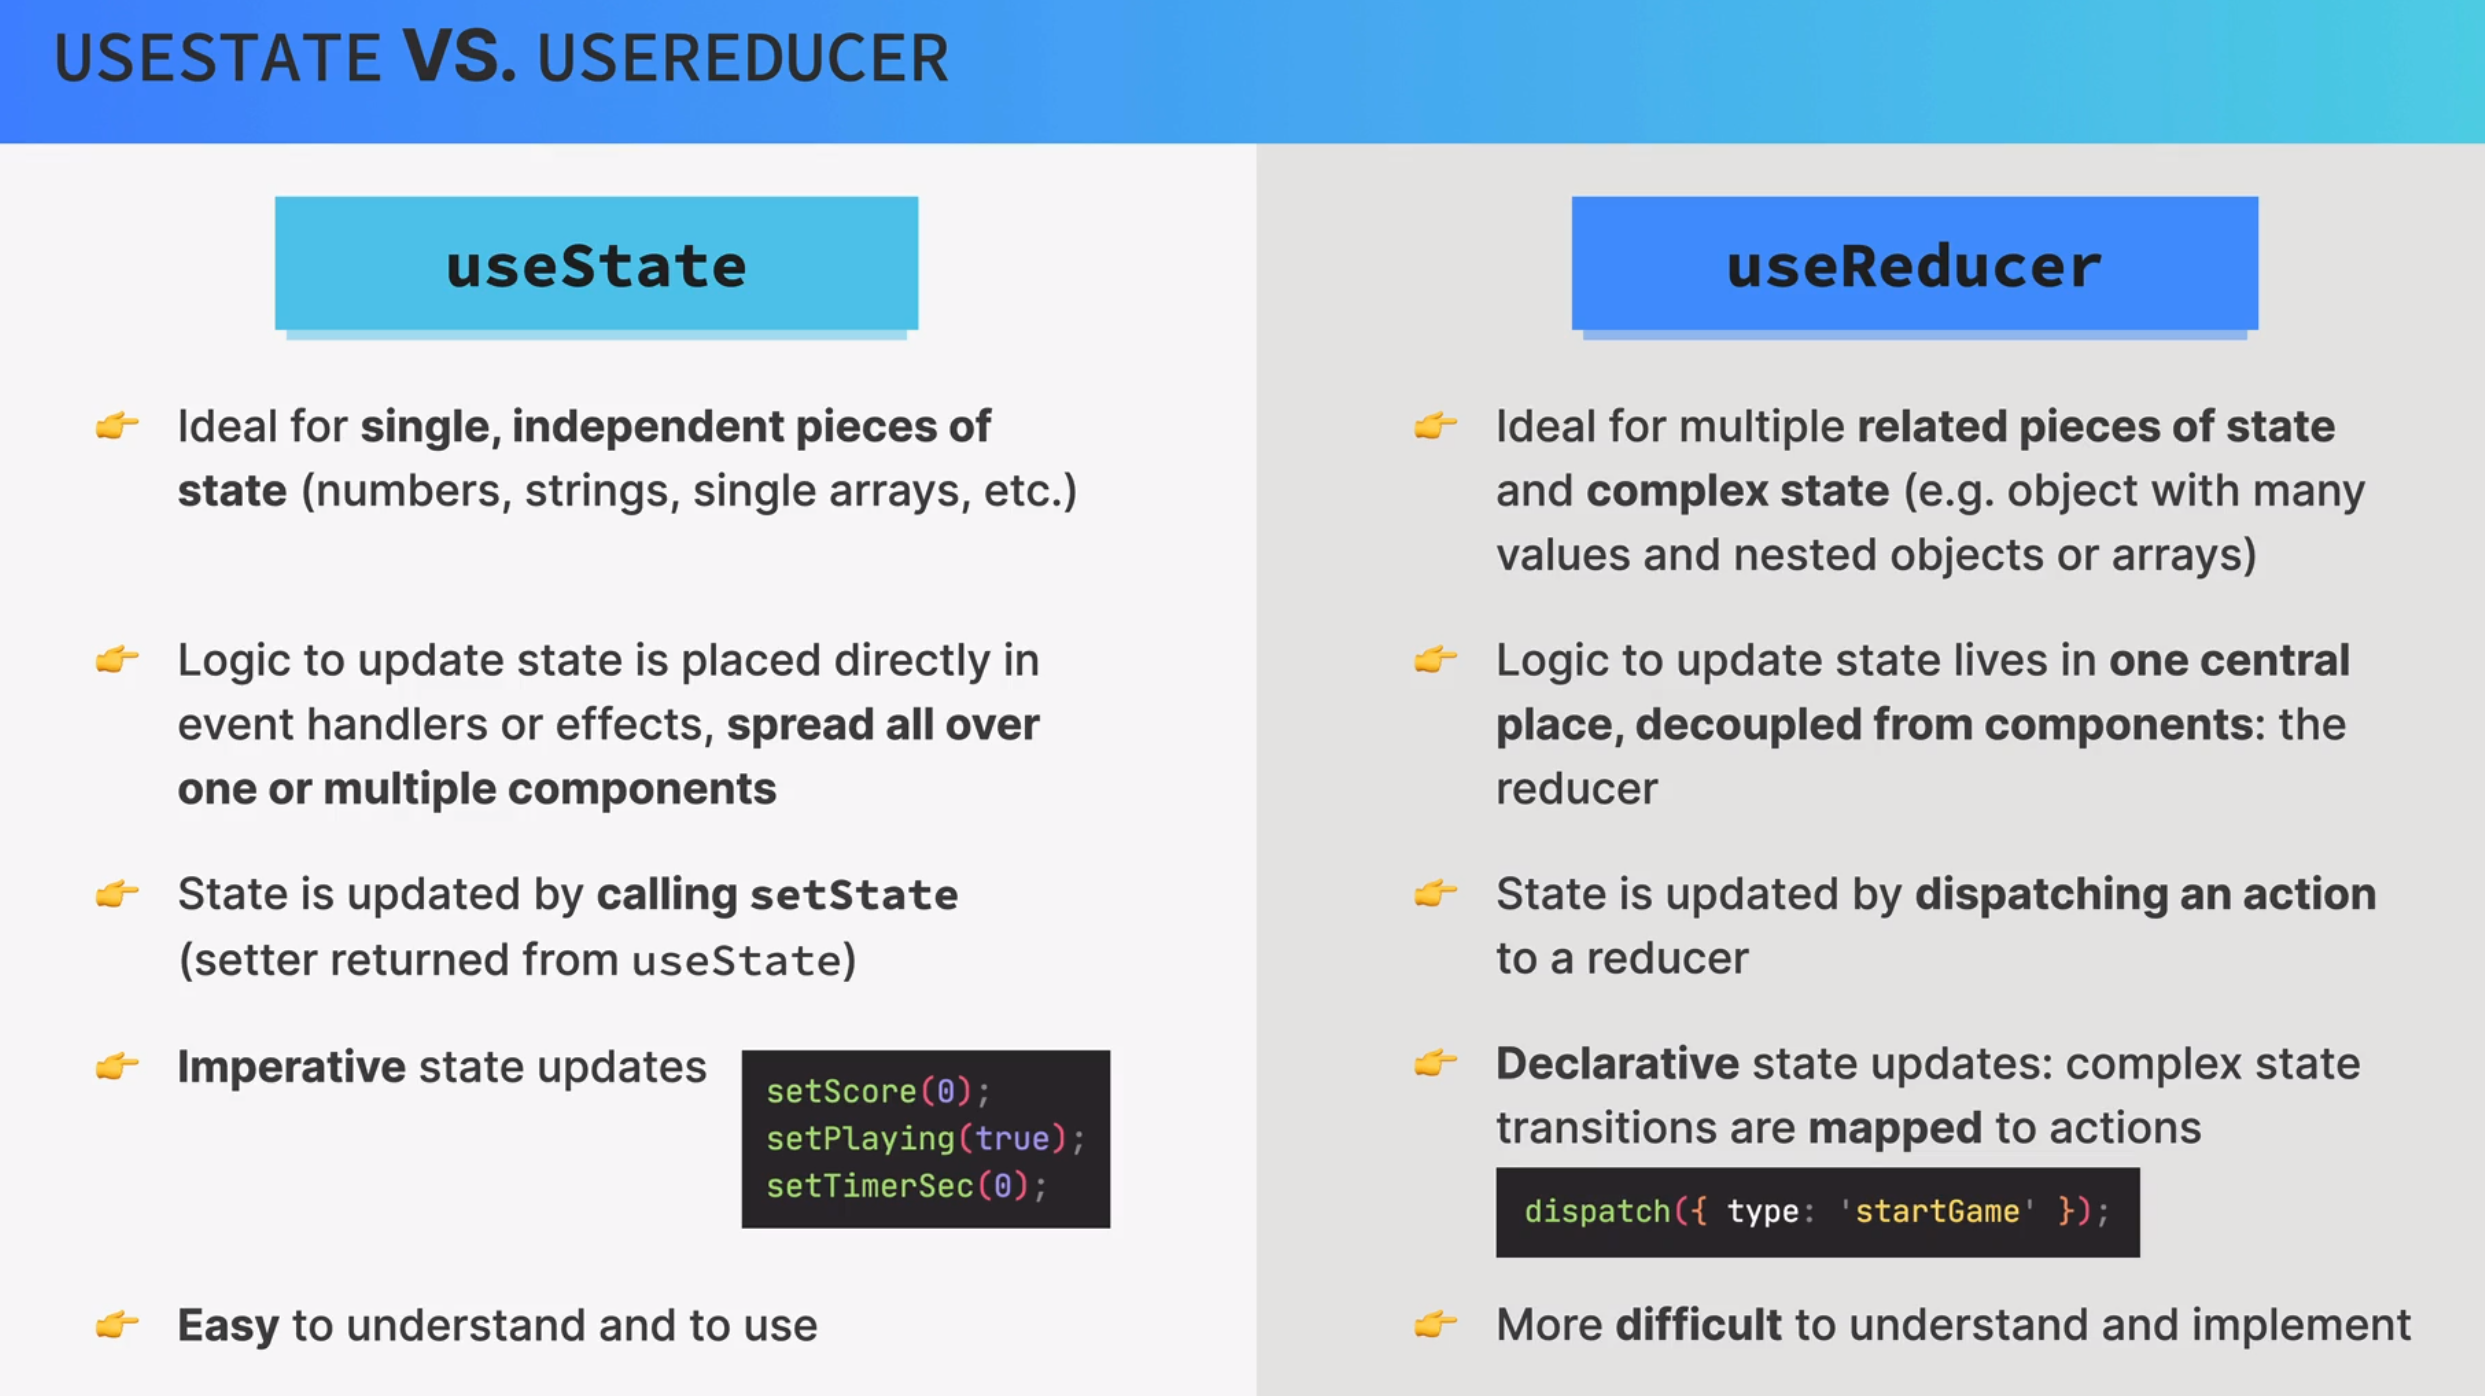 USESTATE VS. USEREDUCER
useState
Ideal for single, independent pieces of
state (numbers, strings, single arrays, etc.)
Logic to update state is placed directly in
event handlers or effects, spread all over
one or multiple components
State is updated by calling setState
(setter returned from useState)
Imperative state updates
setScore(0);
setPlaying(true);
setTimerSec(0);
Easy to understand and to use
useReducer
Ideal for multiple related pieces of state
and complex state (e.g. object with many
values and nested objects or arrays)
Logic to update state lives in one central
place, decoupled from components: the
reducer
State is updated by dispatching an action
to a reducer
Declarative state updates: complex state
transitions are mapped to actions
dispatch({ type: 'startGame' });
More difficult to understand and implement